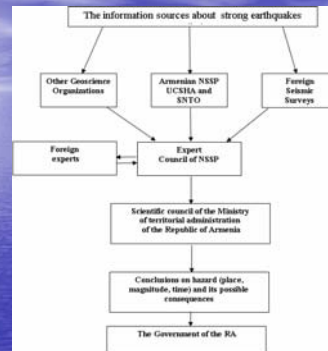 The information sources about strong earthquakes
Other Geoscience
Organizations
Armenian NSSP
UCSHA and
SNTO
Foreign
Seismic
Surveys
Foreign
experts
Expert
Council of NSSP
Scientific council of the Ministry
of territorial administration
of the Republic of Armenia
Conclusions on hazard (place,
magnitude, time) and its possible
consequences
The Government of the RA